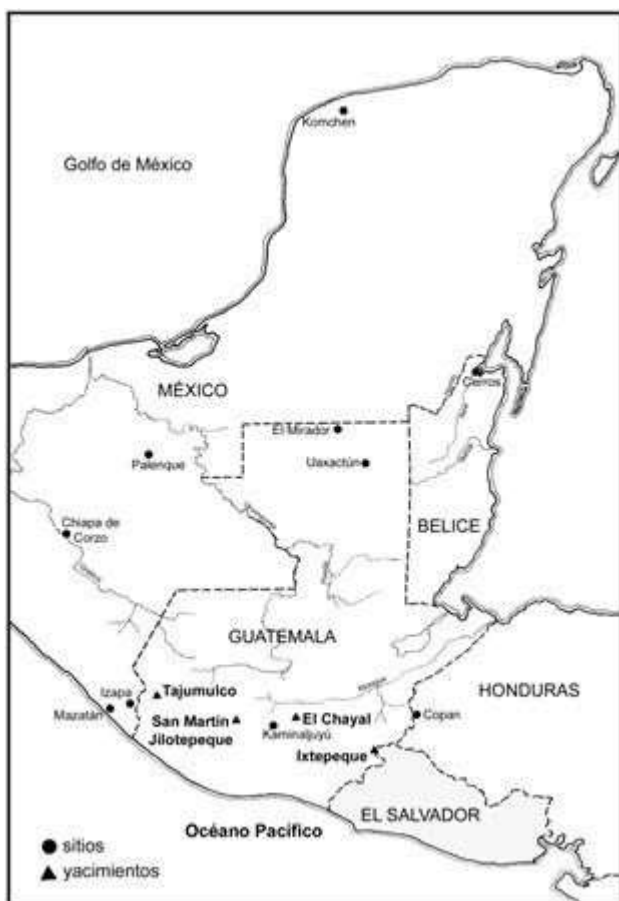 Komchen
Golfo de México
Cerros
MÉXICO
El Mirador
Palenque
Uaxactún
BELICE
Chiapa de
Corzo
GUATEMALA
HONDURAS
Tajumulco
Izapa
Mazatán
San Martín
Jilotepeque
El Chayal
Kaminaljuyú
Copan
Ixtepeque
EL SALVADOR
Océano Pacífico
sitios
yacimientos